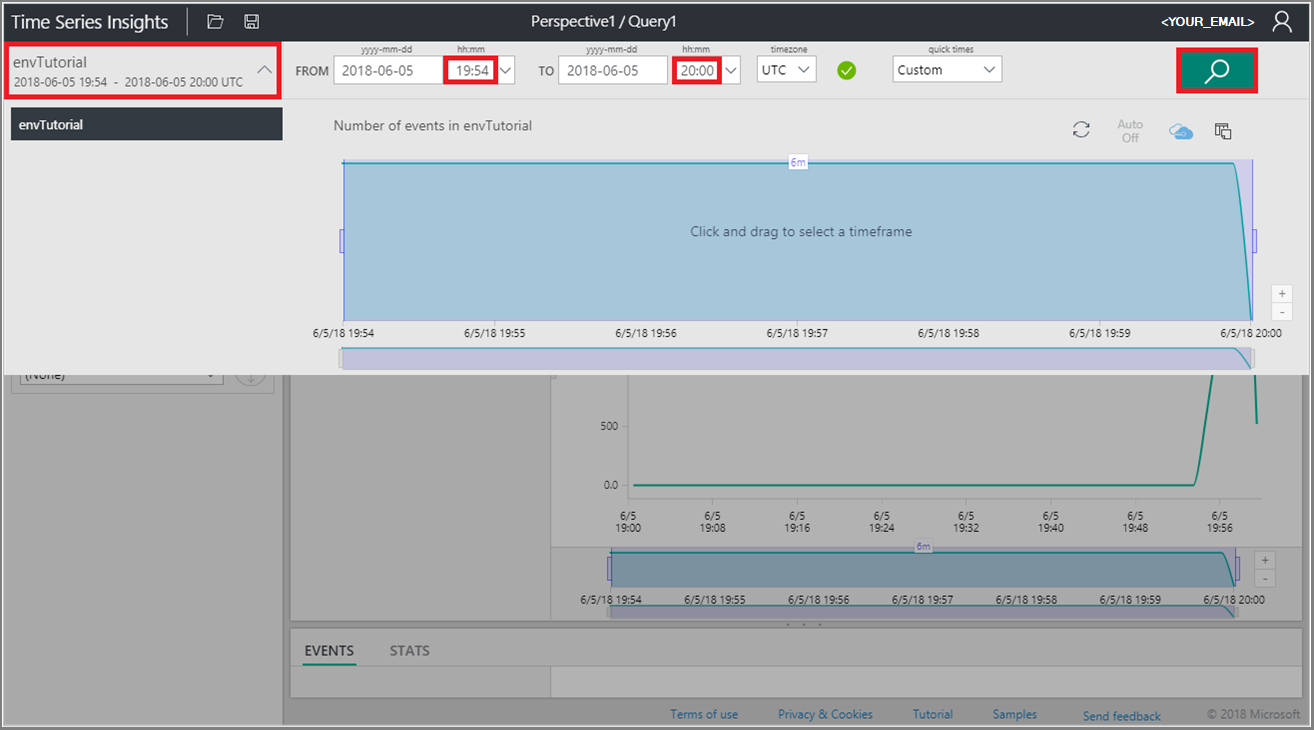 Time Series Insights
Perspective1 / Query1
<YOUR_EMAIL>
envTutorial
2018-06-05 19:54 - 2018-06-05 20:00 UTC
yyyy-mm-dd hh:mm yyyy-mm-dd hh:mm timezone quick times
FROM 2018-06-05 19:54 TO 2018-06-05 20:00 UTC Custom
envTutorial
Number of events in envTutorial
Auto
Off
6m
Click and drag to select a timeframe
+
-
6/5/18 19:54 6/5/18 19:55 6/5/18 19:56 6/5/18 19:57 6/5/18 19:58 6/5/18 19:59 6/5/18 20:00
(None)
500
0.0
6/5 6/5 6/5 6/5 6/5 6/5 6/5 6/5
19:00 19:08 19:16 19:24 19:32 19:40 19:48 19:56
6m
+
-
6/5/18 19:54 6/5/18 19:55 6/5/18 19:56 6/5/18 19:57 6/5/18 19:58 6/5/18 19:59 6/5/18 20:00
EVENTS STATS
Terms of use Privacy & Cookies Tutorial Samples Send feedback © 2018 Microsoft